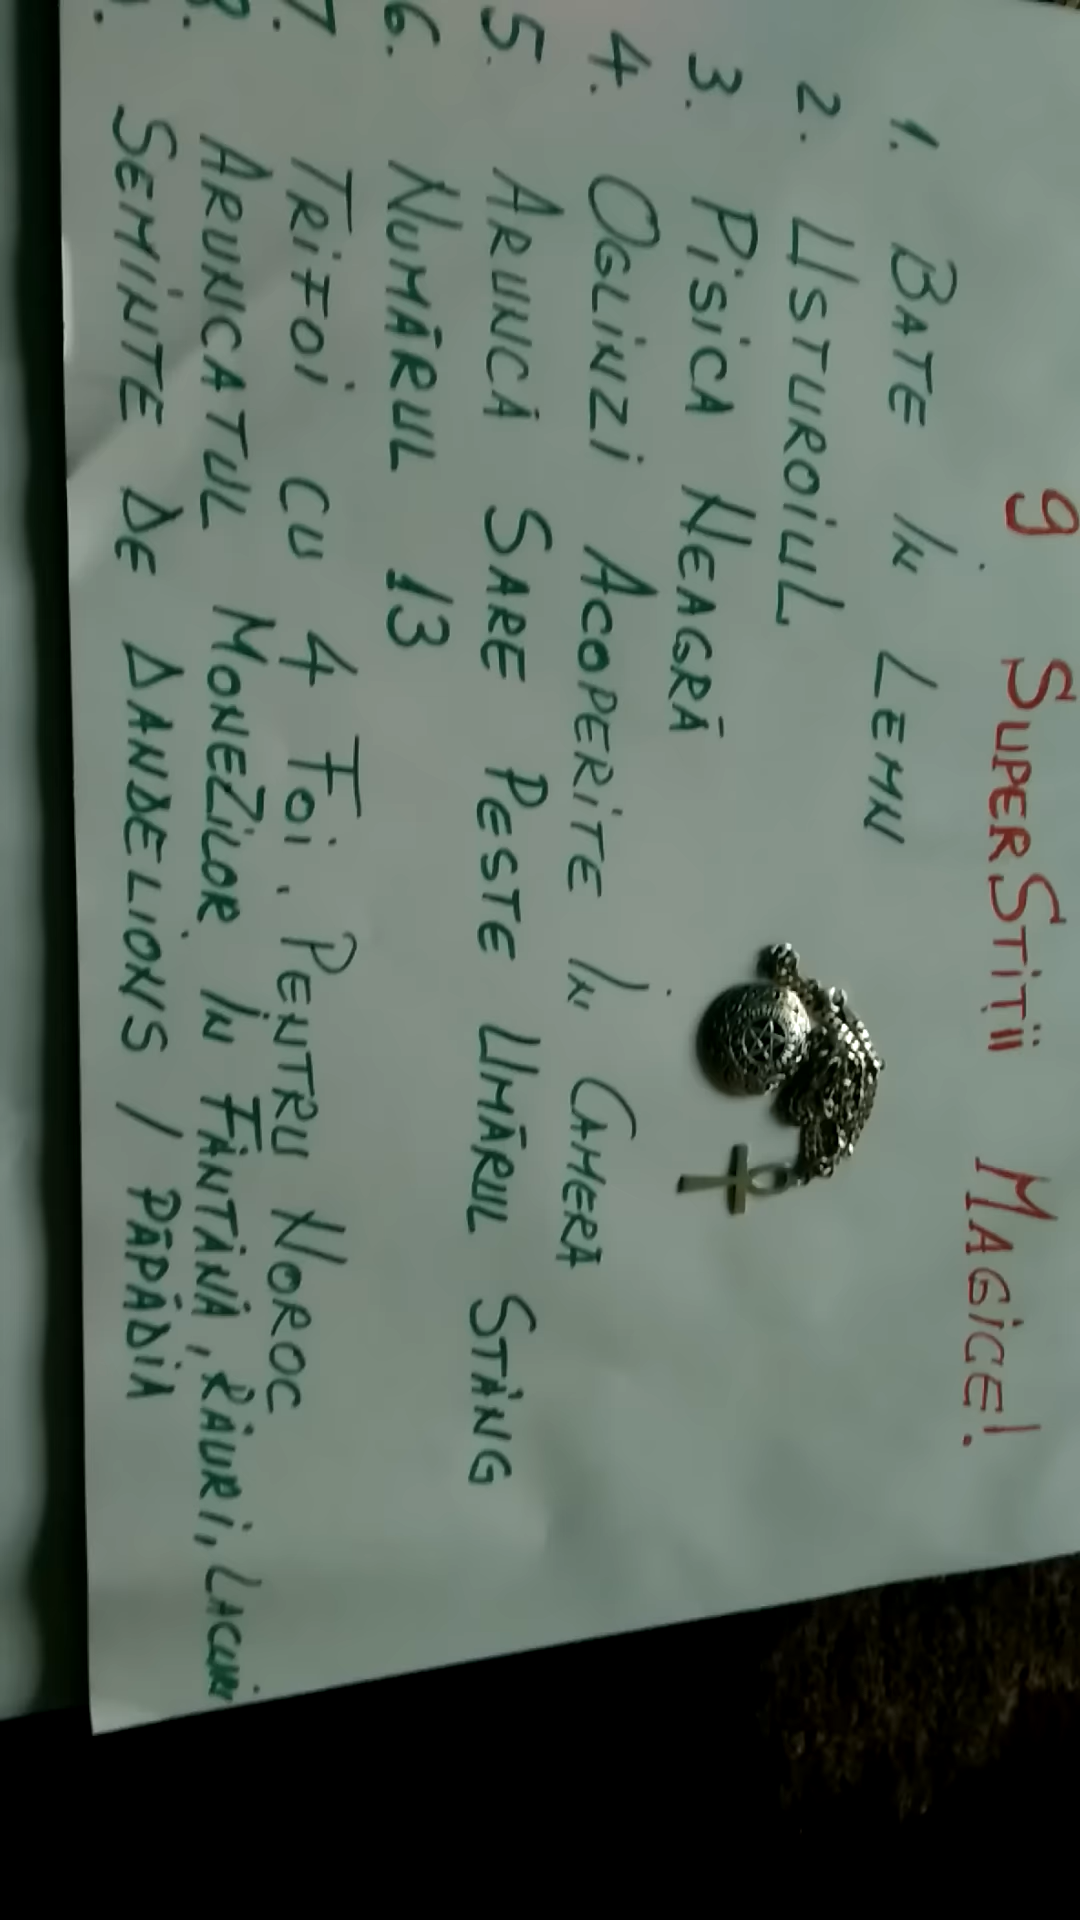 9 SUPERSTIȚII MAGICE!
1. BATE ÎN LEMN
2. USTUROIUL
3. PISICA NEAGRĂ
4. OGLINZI ACOPERITE ÎN CAMERĂ
5. ARUNCĂ SARE PESTE UMĂRUL STÂNG
6. NUMĂRUL 13
7. TRIFOI CU 4 FOI. PENTRU NOROC
8. ARUNCATUL MONEZILOR ÎN FÂNTÂNĂ, RÂURI, LACURI
SEMINTE DE DANDELIONS / PĂPĂDIA